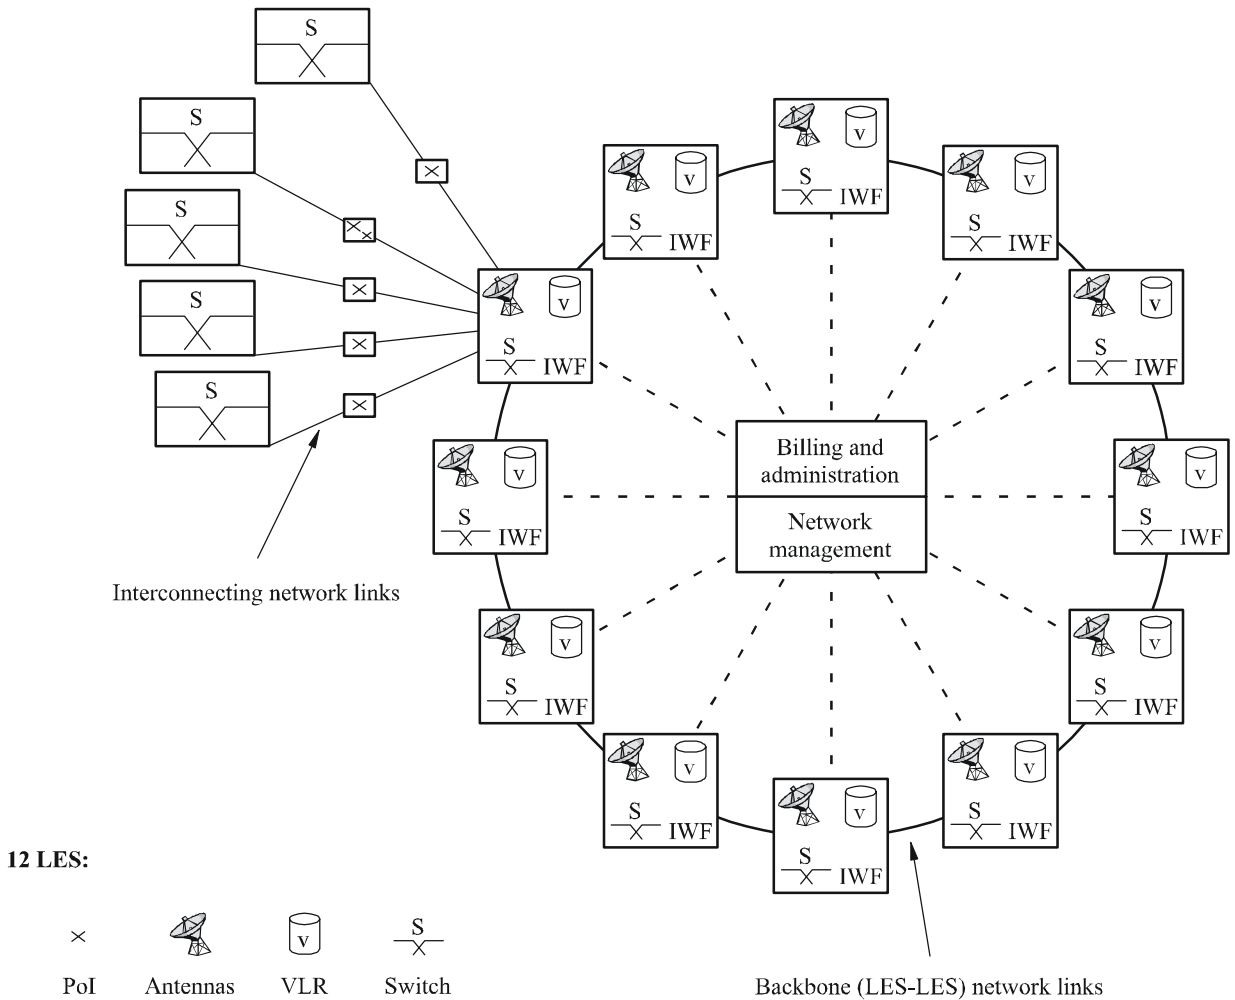 S
S
S
S
S
V
S
IWF
V
S
IWF
V
S
IWF
V
S
IWF
V
S
IWF
V
S
IWF
V
S
IWF
V
S
IWF
V
S
IWF
V
S
IWF
V
S
IWF
V
S
IWF
Billing and
administration
Network
management
Interconnecting network links
12 LES:
V
S
PoI
Antennas
VLR
Switch
Backbone (LES-LES) network links